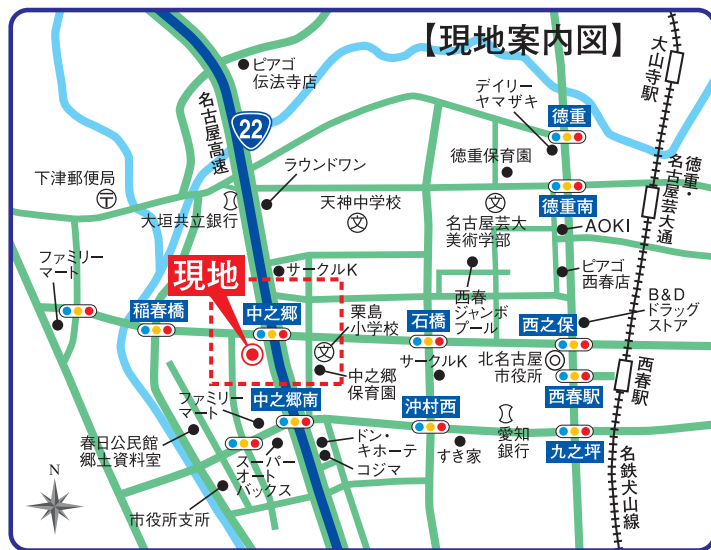 【現地案内図】
ピアゴ
伝法寺店
名古屋高速
22
デイリー
ヤマザキ
徳重
大山寺駅
徳重保育園
徳重・
名古屋芸大通
下津郵便局
〒
大垣共立銀行
ラウンドワン
天神中学校
文
文
徳重南
名古屋芸大
美術学部
AOKI
ファミリー
マート
現地
サークルK
西春
ジャンボ
プール
ピアゴ
西春店
B&D
ドラッグ
ストア
稲春橋
中之郷
栗島
小学校
文
石橋
西之保
サークルK
北名古屋
市役所
中之郷
保育園
西春駅
西春駅
ファミリー
マート
中之郷南
沖村西
春日公民館
郷土資料室
スーパー
オート
バックス
ドン・
キホーテ
コジマ
すき家
愛知
銀行
九之坪
市役所支所
名鉄犬山線
N